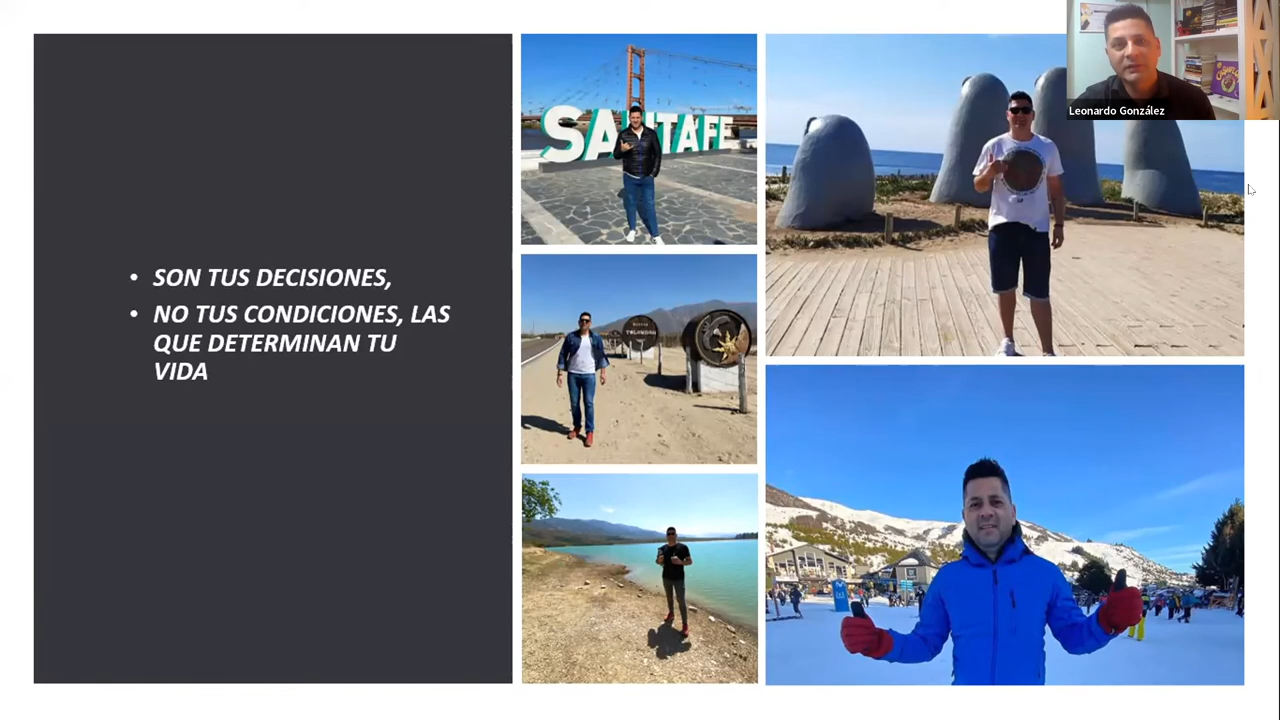 • SON TUS DECISIONES,
• NO TUS CONDICIONES, LAS
QUE DETERMINAN TU
VIDA
SANTAFE
Leonardo González